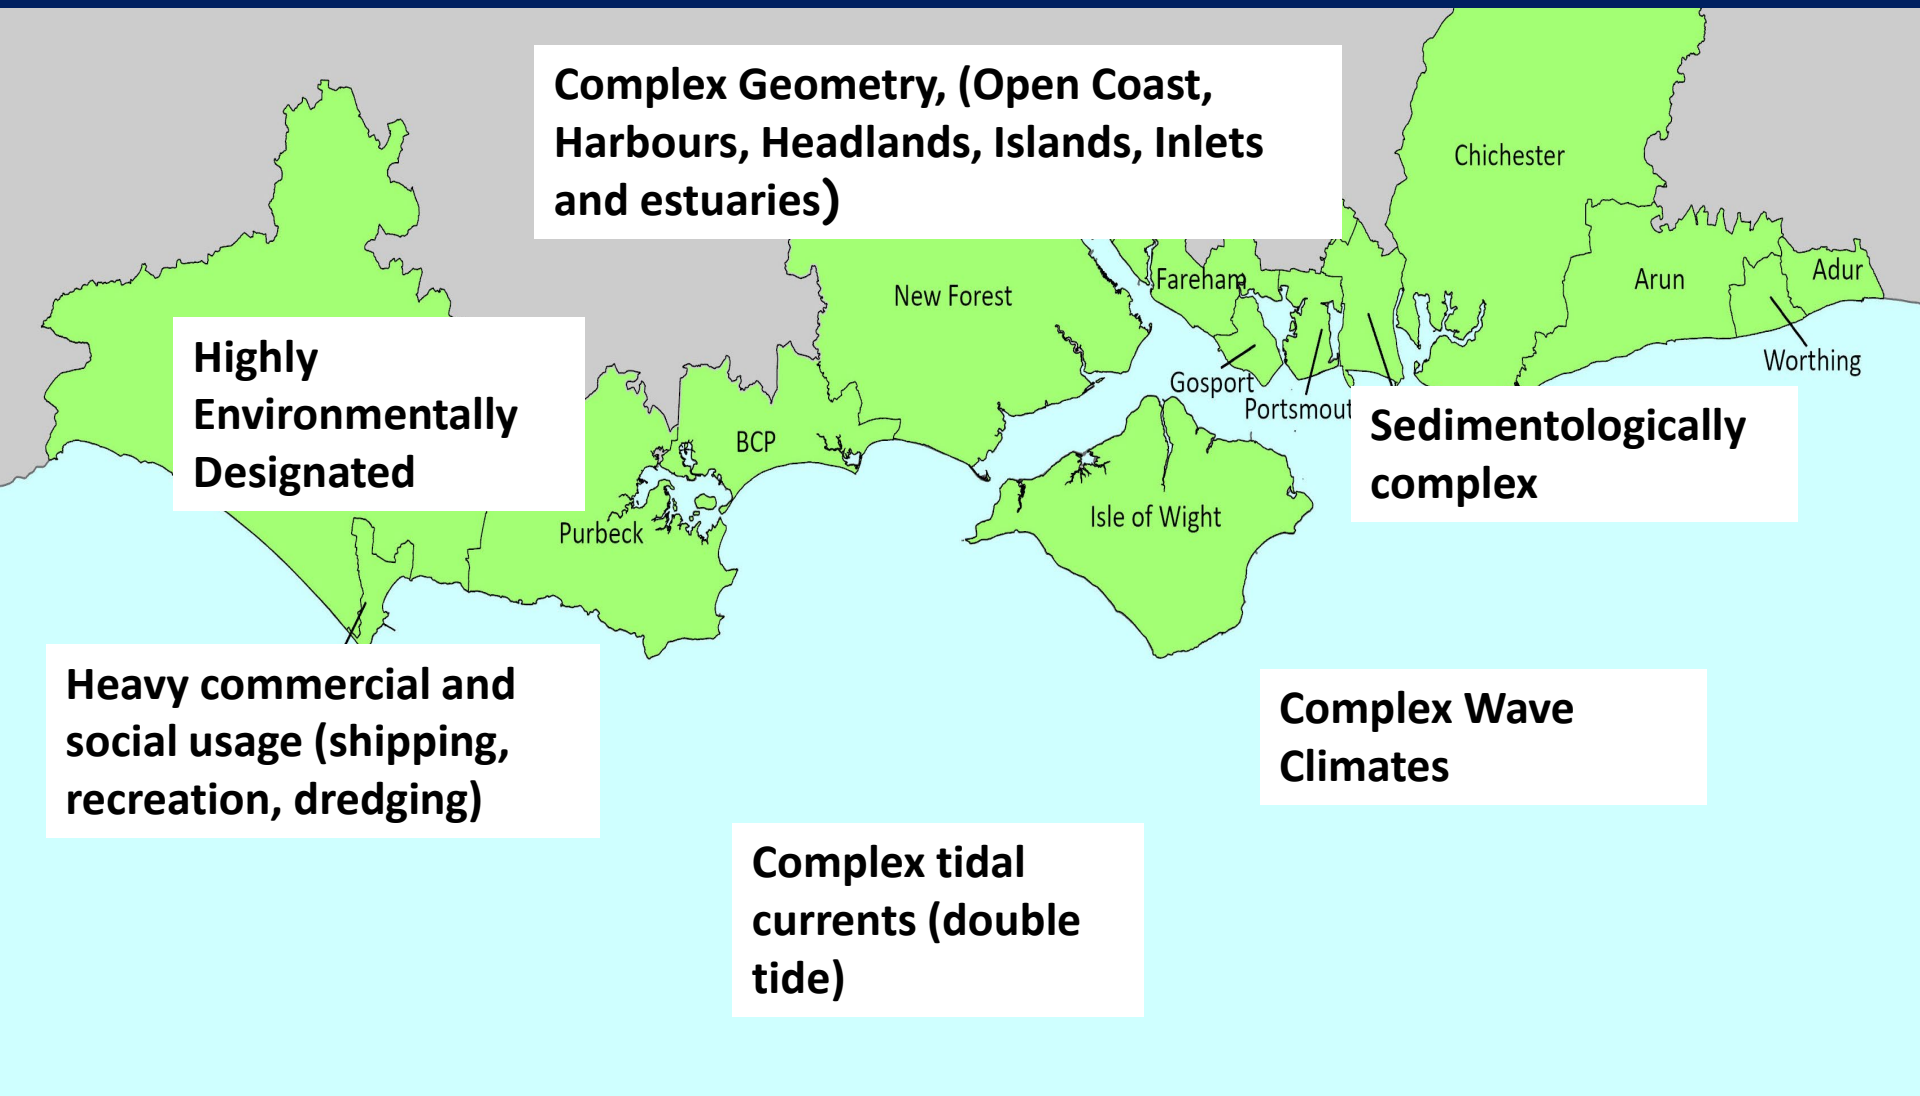 Complex Geometry, (Open Coast,
Harbours, Headlands, Islands, Inlets
and estuaries)
Chichester
Fareham
New Forest
Arun
Adur
Worthing
Highly
Environmentally
Designated
Gosport
Portsmout
Sedimentologically
complex
BCP
Isle of Wight
Purbeck
Heavy commercial and
social usage (shipping,
recreation, dredging)
Complex Wave
Climates
Complex tidal
currents (double
tide)